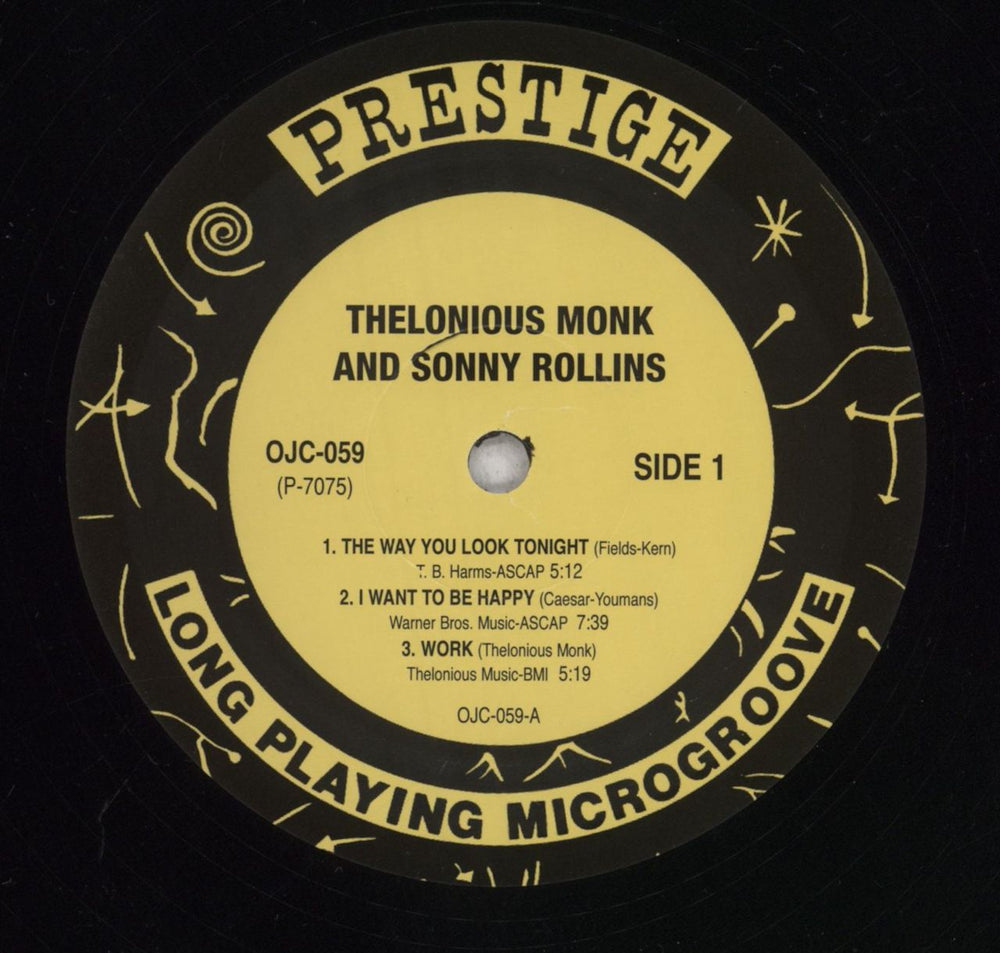 PRESTIGE
THELONIOUS MONK
AND SONNY ROLLINS
OJC-059
(P-7075)
SIDE 1
1. THE WAY YOU LOOK TONIGHT (Fields-Kern)
T. B. Harms-ASCAP 5:12
2. I WANT TO BE HAPPY (Caesar-Youmans)
Warner Bros. Music-ASCAP 7:39
3. WORK (Thelonious Monk)
Thelonious Music-BMI 5:19
OJC-059-A
LONG PLAYING MICROGROOVE